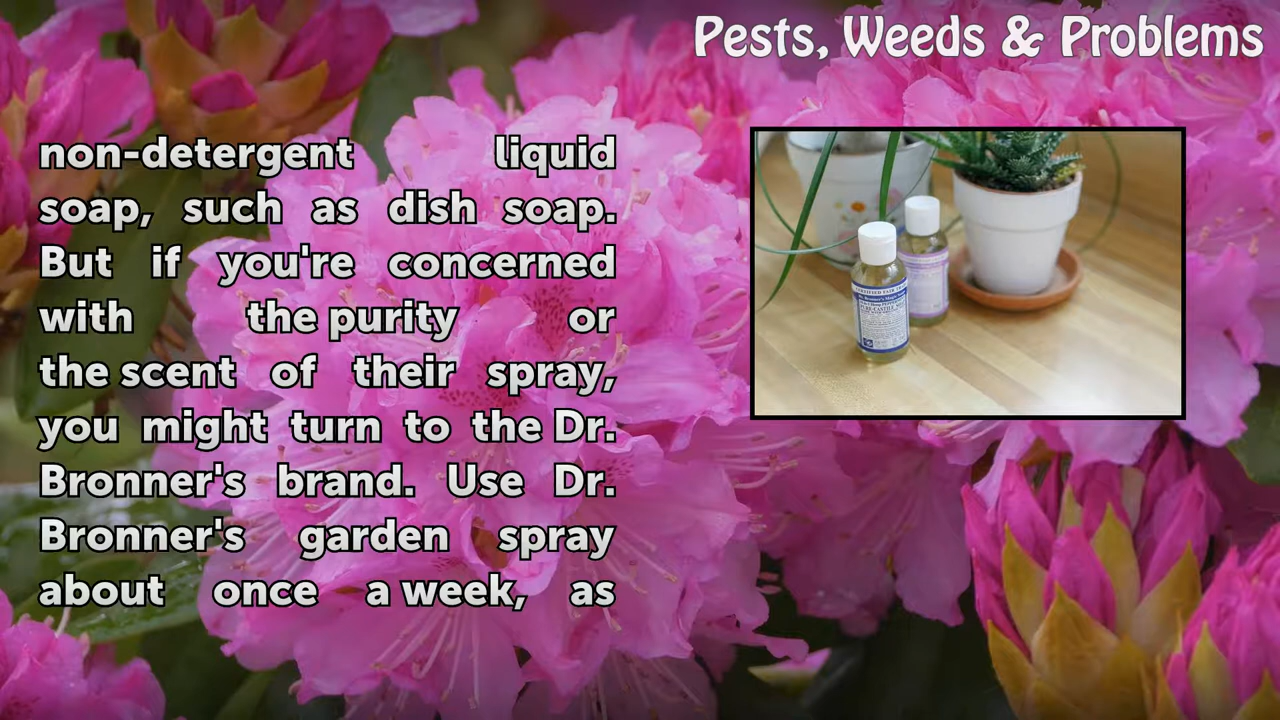 Pests, Weeds & Problems
non-detergent liquid
soap, such as dish soap.
But if you're concerned
with the purity or
the scent of their spray,
you might turn to the Dr.
Bronner's brand. Use Dr.
Bronner's garden spray
about once a week, as